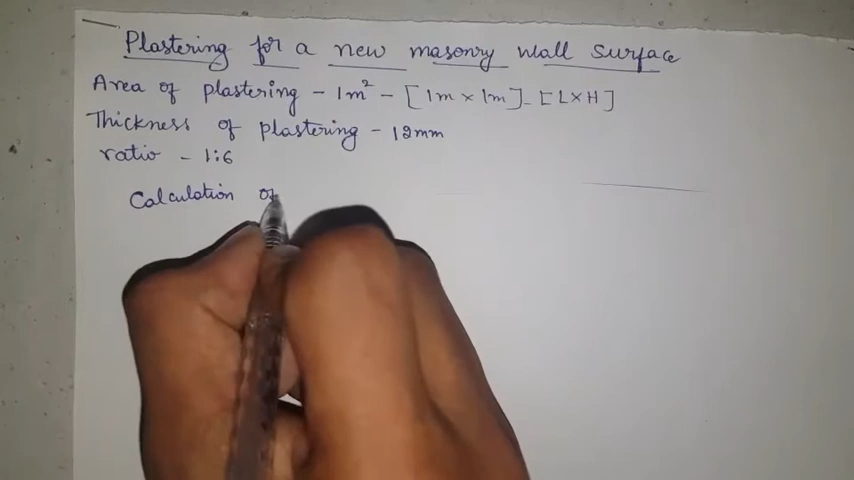 Plastering for a new masonry wall surface
Area of plastering - 1m² - [1m × 1m] - [L×H]
Thickness of plastering - 12mm
ratio - 1:6
Calculation of